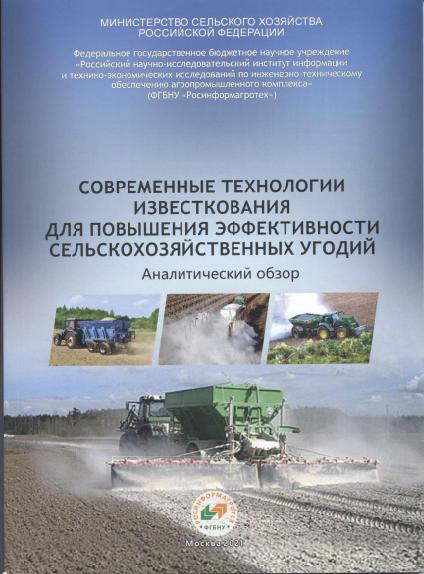 МИНИСТЕРСТВО СЕЛЬСКОГО ХОЗЯЙСТВА
РОССИЙСКОЙ ФЕДЕРАЦИИ
Федеральное государственное бюджетное научное учреждение
«Российский научно-исследовательский институт информации
и технико-экономических исследований по инженерно-техническому
обеспечению агропромышленного комплекса»
(ФГБНУ «Росинформагротех»)
СОВРЕМЕННЫЕ ТЕХНОЛОГИИ
ИЗВЕСТКОВАНИЯ
ДЛЯ ПОВЫШЕНИЯ ЭФФЕКТИВНОСТИ
СЕЛЬСКОХОЗЯЙСТВЕННЫХ УГОДИЙ
Аналитический обзор
РОСИНФОРМАГРОТЕХ
ФГБНУ
Москва 2021